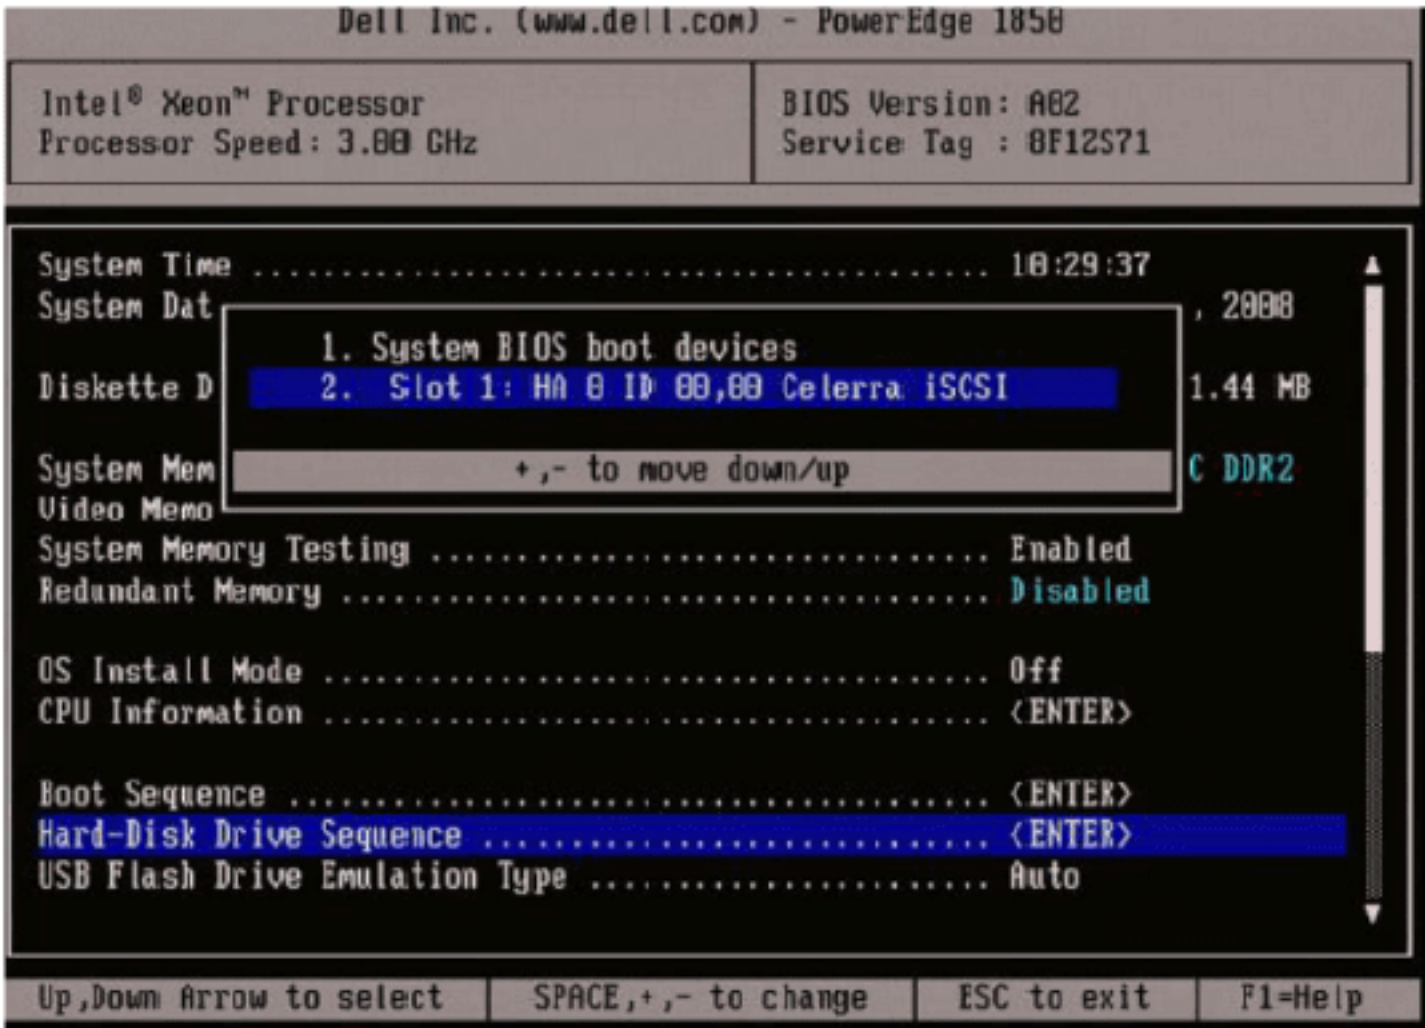 Dell Inc. (www.dell.com) - PowerEdge 1850
Intel® Xeon™ Processor
Processor Speed: 3.00 GHz
BIOS Version: A02
Service Tag : 8F12S71
System Time ........................................... 10:29:37
System Dat , 2008
1. System BIOS boot devices
2. Slot 1: HA 0 ID 00,00 Celerra iSCSI
+,- to move down/up
Diskette D 1.44 MB
System Mem C DDR2
Video Memo
System Memory Testing ................................. Enabled
Redundant Memory ...................................... Disabled
OS Install Mode ....................................... Off
CPU Information ....................................... <ENTER>
Boot Sequence ......................................... <ENTER>
Hard-Disk Drive Sequence .............................. <ENTER>
USB Flash Drive Emulation Type ........................ Auto
Up,Down Arrow to select
SPACE,+,- to change
ESC to exit
F1=Help